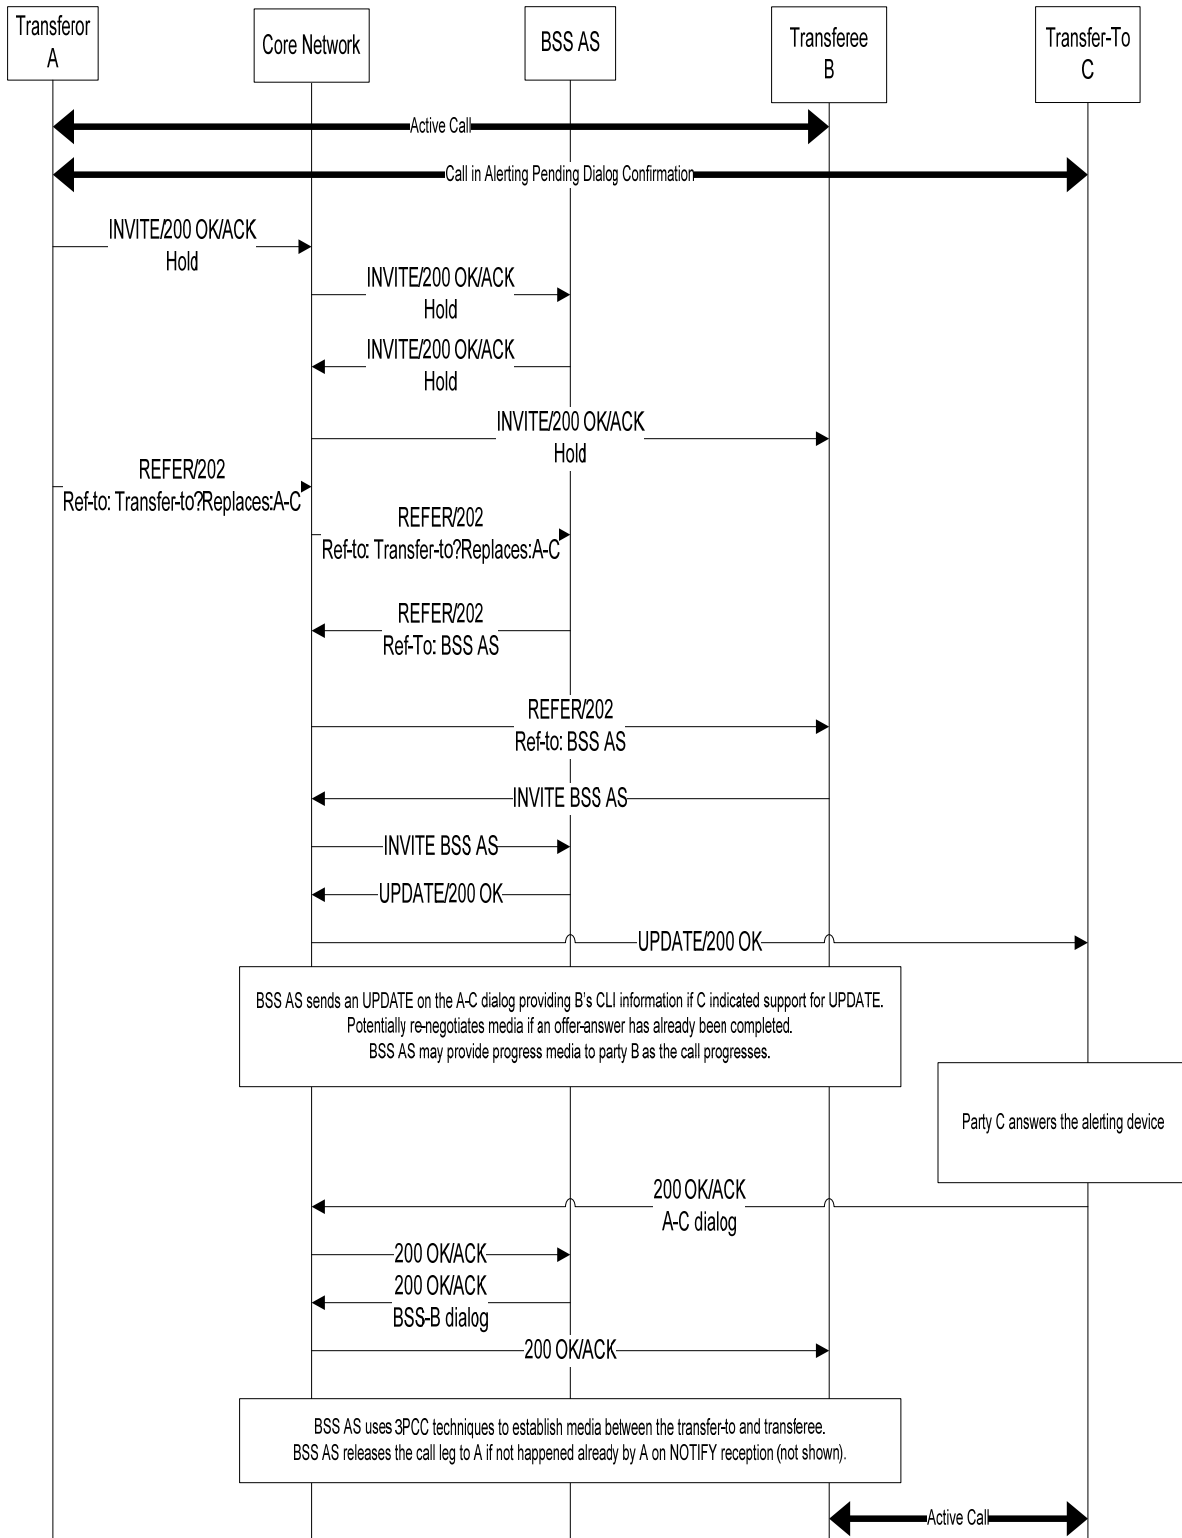 Transferor
A
Core Network
BSS AS
Transferee
B
Transfer-To
C
Active Call
Call in Alerting Pending Dialog Confirmation
INVITE/200 OK/ACK
Hold
INVITE/200 OK/ACK
Hold
INVITE/200 OK/ACK
Hold
INVITE/200 OK/ACK
Hold
REFER/202
Ref-to: Transfer-to?Replaces:A-C
REFER/202
Ref-to: Transfer-to?Replaces:A-C
REFER/202
Ref-To: BSS AS
REFER/202
Ref-to: BSS AS
INVITE BSS AS
INVITE BSS AS
UPDATE/200 OK
UPDATE/200 OK
BSS AS sends an UPDATE on the A-C dialog providing B's CLI information if C indicated support for UPDATE.
Potentially re-negotiates media if an offer-answer has already been completed.
BSS AS may provide progress media to party B as the call progresses.
Party C answers the alerting device
200 OK/ACK
A-C dialog
200 OK/ACK
200 OK/ACK
BSS-B dialog
200 OK/ACK
BSS AS uses 3PCC techniques to establish media between the transfer-to and transferee.
BSS AS releases the call leg to A if not happened already by A on NOTIFY reception (not shown).
Active Call